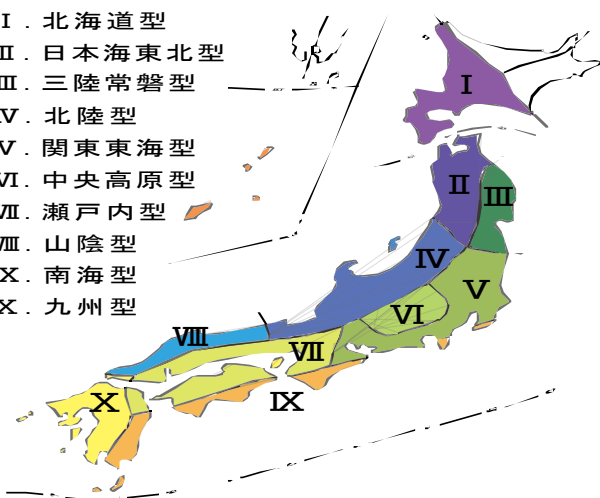 Ⅰ．北海道型
Ⅱ．日本海東北型
Ⅲ．三陸常磐型
Ⅳ．北陸型
Ⅴ．関東東海型
Ⅵ．中央高原型
Ⅶ．瀬戸内型
Ⅷ．山陰型
Ⅸ．南海型
Ⅹ．九州型
Ⅰ
Ⅱ
Ⅲ
Ⅳ
Ⅴ
Ⅵ
Ⅷ
Ⅶ
Ⅹ
Ⅸ